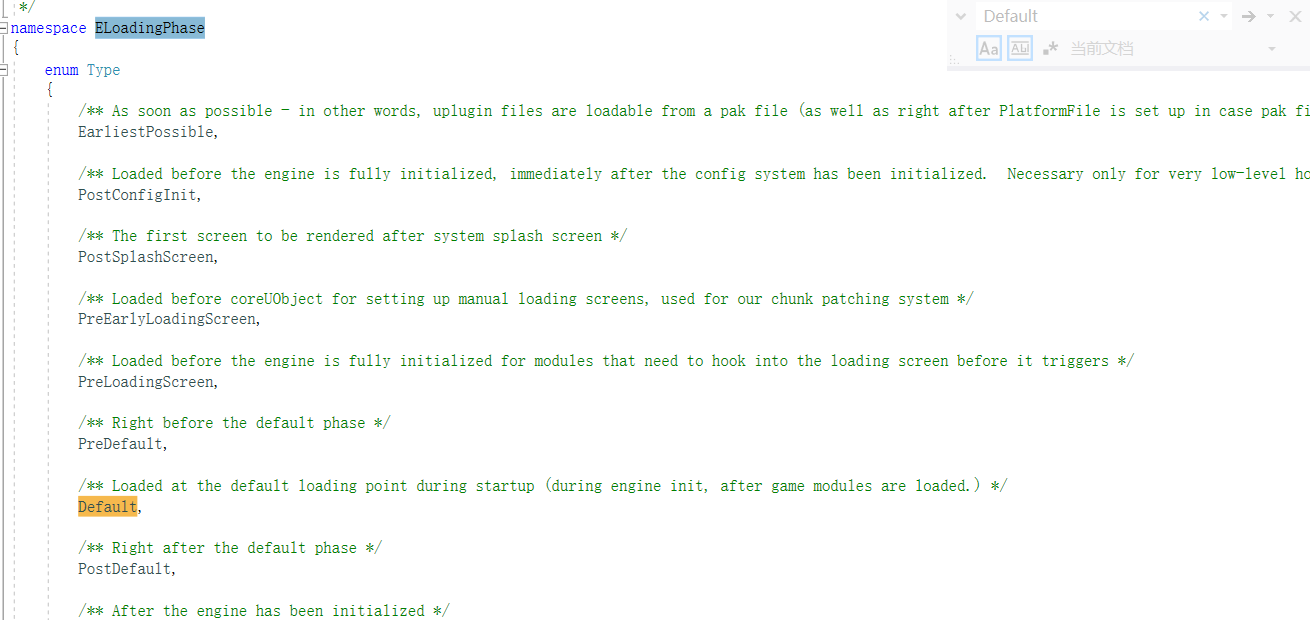 */
namespace ELoadingPhase
{
enum Type
{
/** As soon as possible - in other words, uplugin files are loadable from a pak file (as well as right after PlatformFile is set up in case pak fi
EarliestPossible,
/** Loaded before the engine is fully initialized, immediately after the config system has been initialized.  Necessary only for very low-level ho
PostConfigInit,
/** The first screen to be rendered after system splash screen */
PostSplashScreen,
/** Loaded before coreUObject for setting up manual loading screens, used for our chunk patching system */
PreEarlyLoadingScreen,
/** Loaded before the engine is fully initialized for modules that need to hook into the loading screen before it triggers */
PreLoadingScreen,
/** Right before the default phase */
PreDefault,
/** Loaded at the default loading point during startup (during engine init, after game modules are loaded.) */
Default,
/** Right after the default phase */
PostDefault,
/** After the engine has been initialized */
Default
Aa Ab .* 当前文档